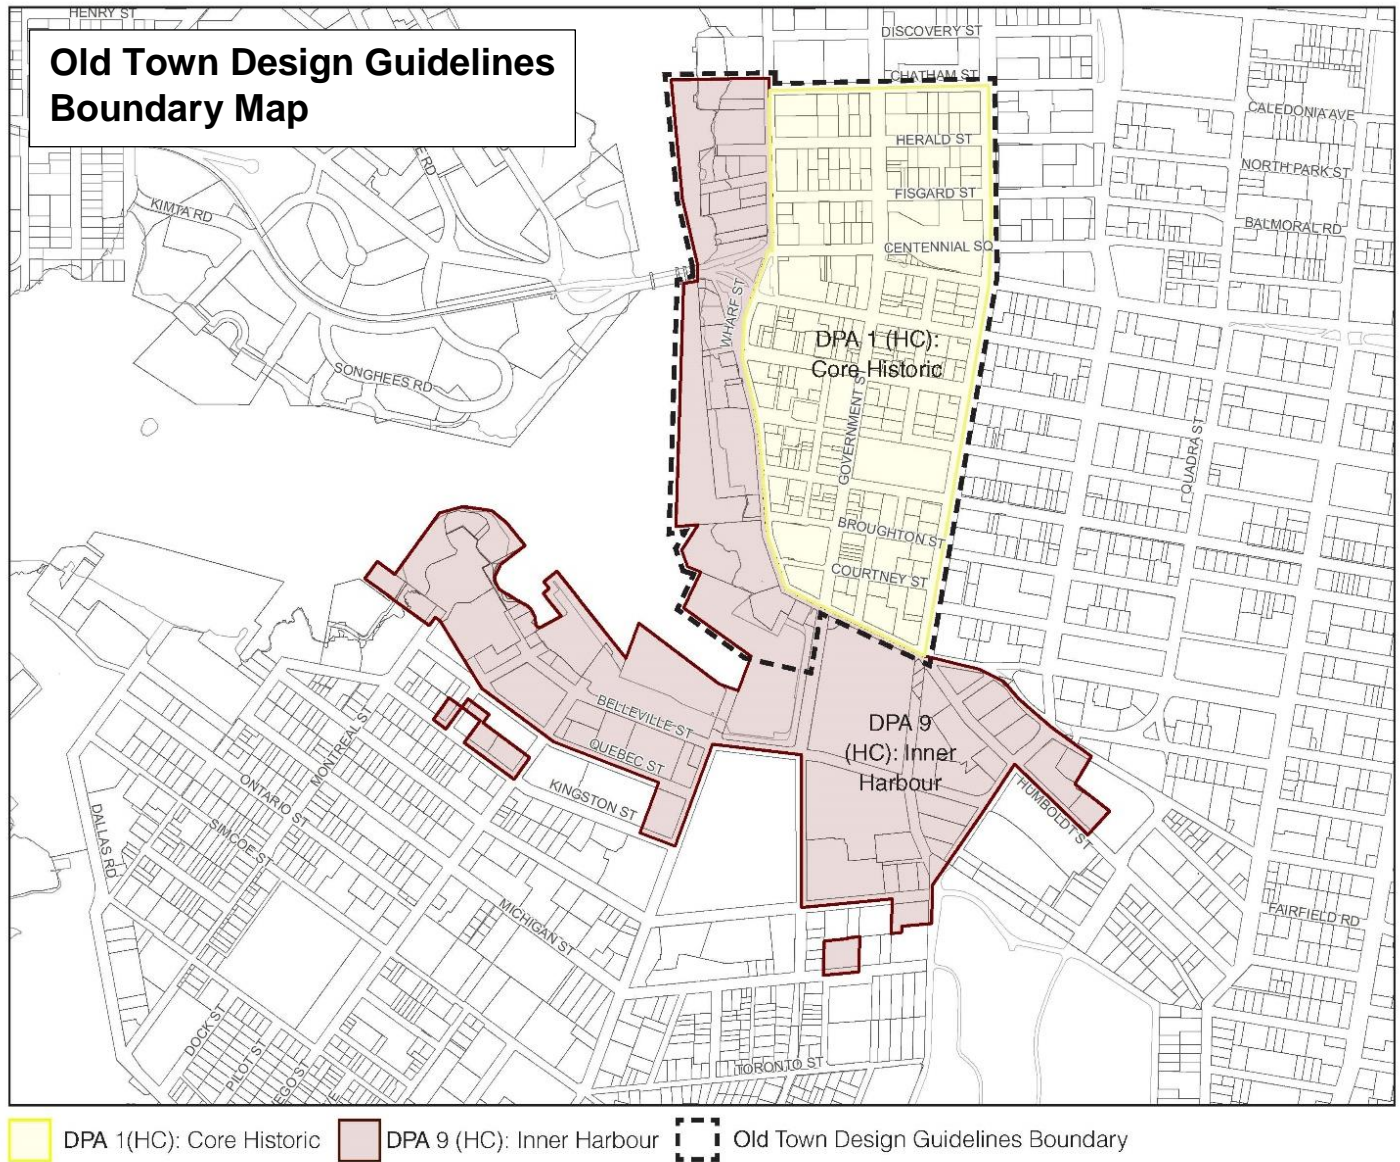 HENRY ST
Old Town Design Guidelines
Boundary Map
DISCOVERY ST
CHATHAM ST
CALEDONIA AVE
HERALD ST
NORTH PARK ST
FISGARD ST
KIMTA RD
BALMORAL RD
CENTENNIAL SQ
WHARF ST
DPA 1 (HC):
Core Historic
SONGHEES RD
GOVERNMENT S
QUADRA ST
BROUGHTON ST
COURTNEY ST
BELLEVILLE ST
MONTREAL ST
QUEBEC ST
DPA 9
(HC): Inner
Harbour
KINGSTON ST
ONTARIO ST
HUMBOLDT ST
DALLAS RD
SIMCOE ST
MICHIGAN ST
FAIRFIELD RD
DOCK S
PILOT ST
EGO ST
TORONTO ST
DPA 1(HC): Core Historic
DPA 9 (HC): Inner Harbour
Old Town Design Guidelines Boundary